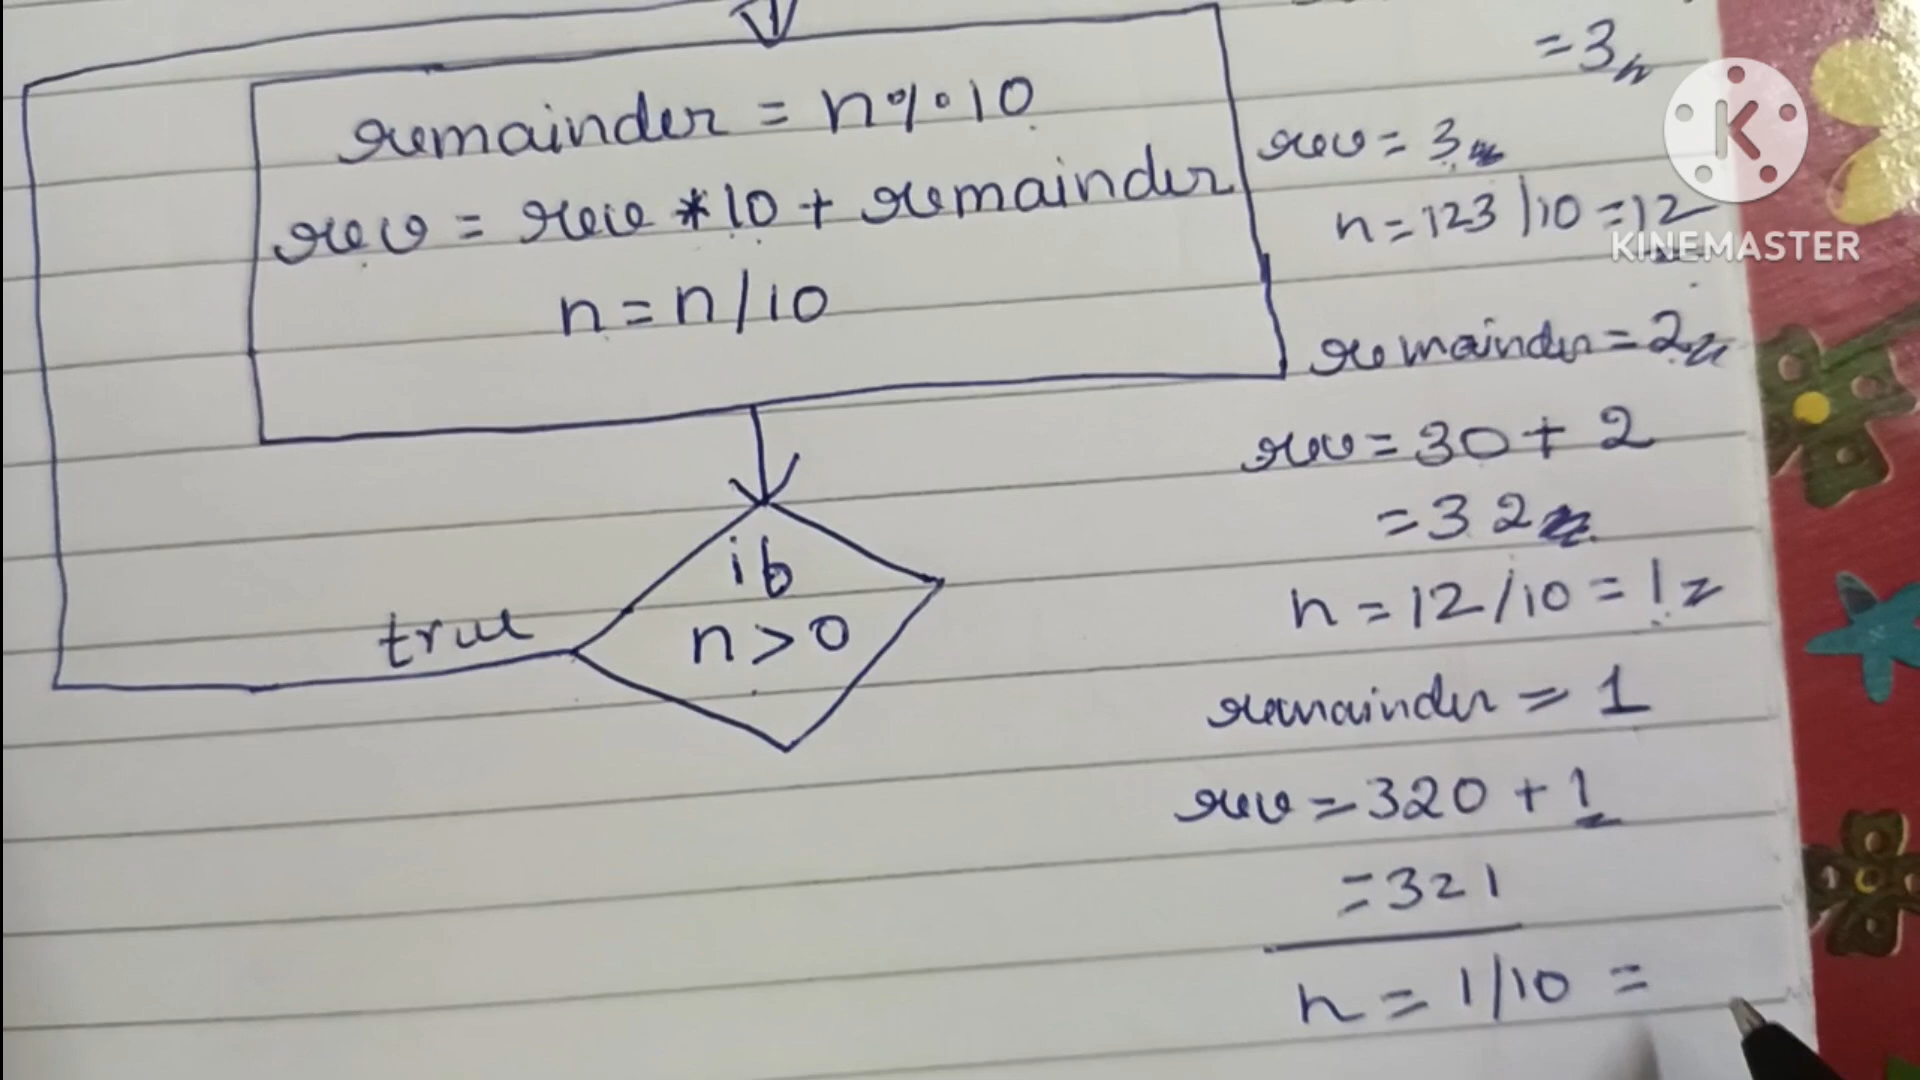 remainder = n%10
rev = rev *10 + remainder
n = n/10
if
n>0
true
=3
rev = 3
n = 123/10 = 12
remainder = 2
rev = 30 + 2
= 32
n = 12/10 = 1
remainder = 1
rev = 320 + 1
= 321
n = 1/10 =
K
KINEMASTER